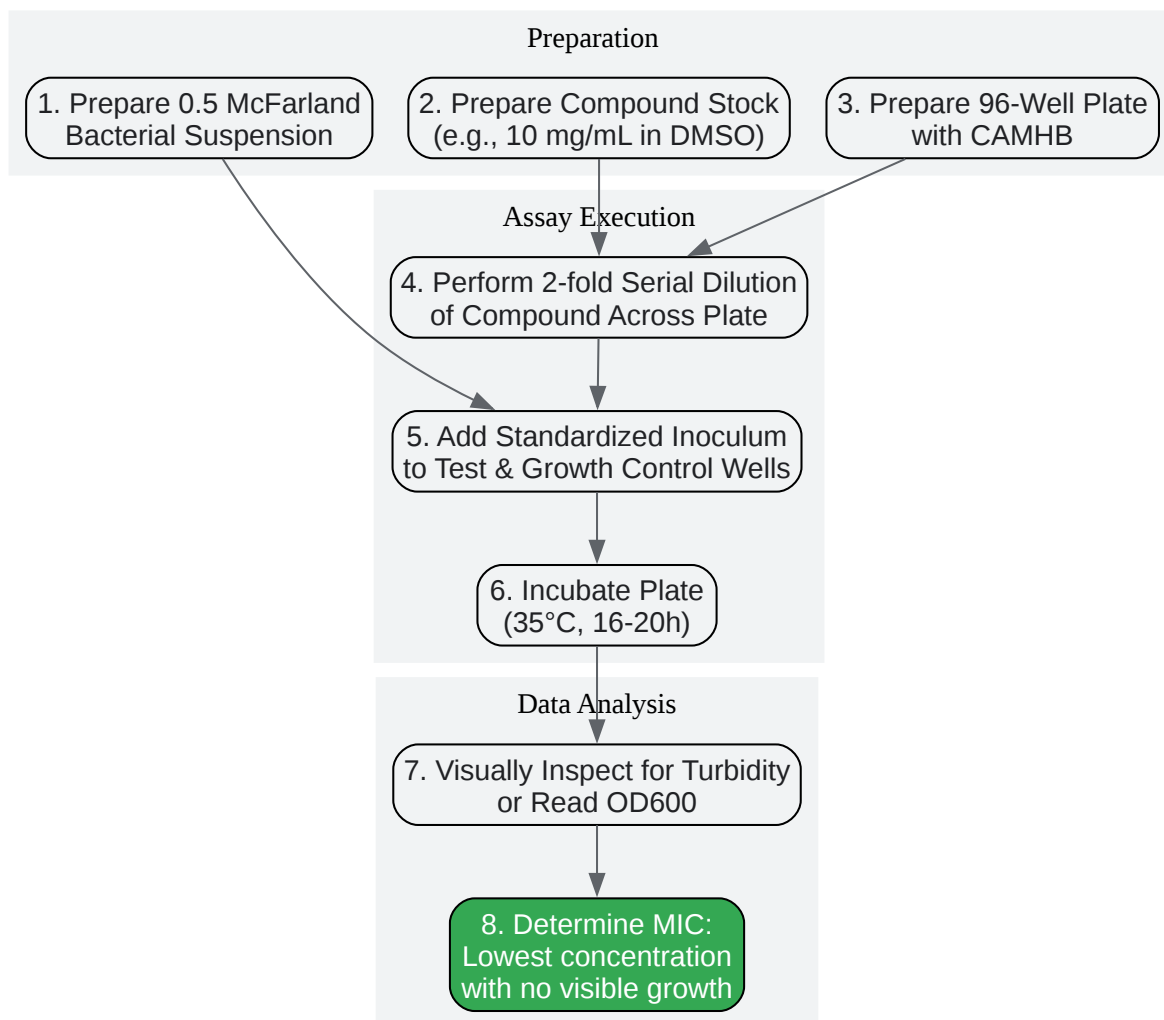 Preparation
1. Prepare 0.5 McFarland
Bacterial Suspension
2. Prepare Compound Stock
(e.g., 10 mg/mL in DMSO)
3. Prepare 96-Well Plate
with CAMHB
Assay Execution
4. Perform 2-fold Serial Dilution
of Compound Across Plate
5. Add Standardized Inoculum
to Test & Growth Control Wells
6. Incubate Plate
(35°C, 16-20h)
Data Analysis
7. Visually Inspect for Turbidity
or Read OD600
8. Determine MIC:
Lowest concentration
with no visible growth